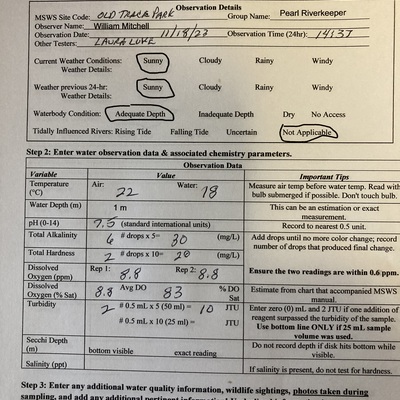 Observation Details
MSWS Site Code: OLD TRACE PARK Group Name: Pearl Riverkeeper
Observer Name: William Mitchell
Observation Date: 11/18/23 Observation Time (24hr): 14:37
Other Testers: LAURA LUKE
Current Weather Conditions: Sunny Cloudy Rainy Windy
Weather Details:
Weather previous 24-hr: Sunny Cloudy Rainy Windy
Weather Details:
Waterbody Condition: Adequate Depth Inadequate Depth Dry No Access
Tidally Influenced Rivers: Rising Tide Falling Tide Uncertain Not Applicable
Step 2: Enter water observation data & associated chemistry parameters.
Observation Data
Variable Value Important Tips
Temperature (°C) Air: 22 Water: 18 Measure air temp before water temp. Read with bulb submerged if possible. Don't touch bulb.
Water Depth (m) 1 m This can be an estimation or exact measurement.
pH (0-14) 7.5 (standard international units) Record to nearest 0.5 unit.
Total Alkalinity 6 # drops x 5= 30 (mg/L) Add drops until no more color change; record number of drops that produced final change.
Total Hardness 2 # drops x 10= 20 (mg/L)
Dissolved Oxygen (ppm) Rep 1: 8.8 Rep 2: 8.8 Ensure the two readings are within 0.6 ppm.
Dissolved Oxygen (% Sat) 8.8 Avg DO 83 % DO Sat Estimate from chart that accompanied MSWS manual.
Turbidity 2 # 0.5 mL x 5 (50 ml) = 10 JTU Enter zero (0) mL and 2 JTU if one addition of reagent surpassed the turbidity of the sample.
# 0.5 mL x 10 (25 ml) = JTU Use bottom line ONLY if 25 mL sample volume was used.
Secchi Depth (m) bottom visible exact reading Do not record depth if disk hits bottom while visible.
Salinity (ppt) If salinity is present, do not test for hardness.
Step 3: Enter any additional water quality information, wildlife sightings, photos taken during
sampling, and add any additional pertinent